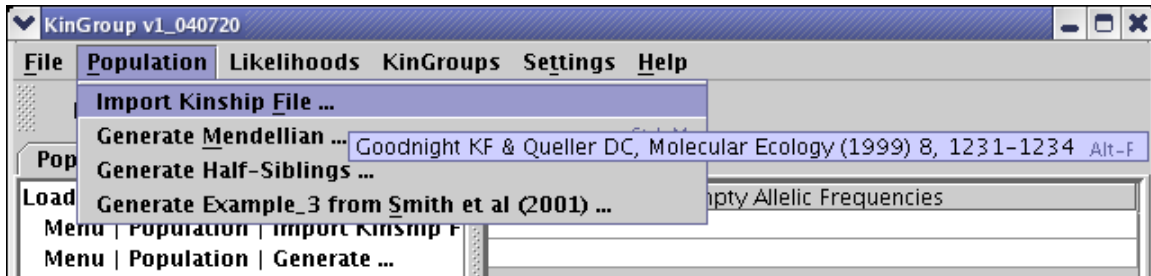 KinGroup v1_040720
File Population Likelihoods KinGroups Settings Help
Import Kinship File ...
Generate Mendellian ...
Goodnight KF & Queller DC, Molecular Ecology (1999) 8, 1231-1234 Alt-F
Pop
Generate Half-Siblings ...
Load
Generate Example_3 from Smith et al (2001) ...
Allelic Frequencies
Menu | Population | Import Kinship F
Menu | Population | Generate ...